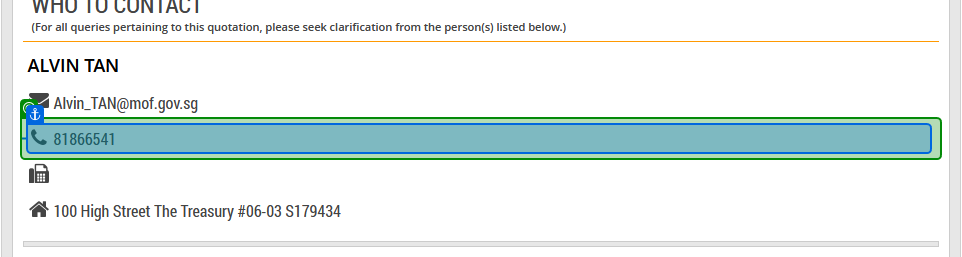 WHO TO CONTACT
(For all queries pertaining to this quotation, please seek clarification from the person(s) listed below.)
ALVIN TAN
Alvin_TAN@mof.gov.sg
81866541
100 High Street The Treasury #06-03 S179434